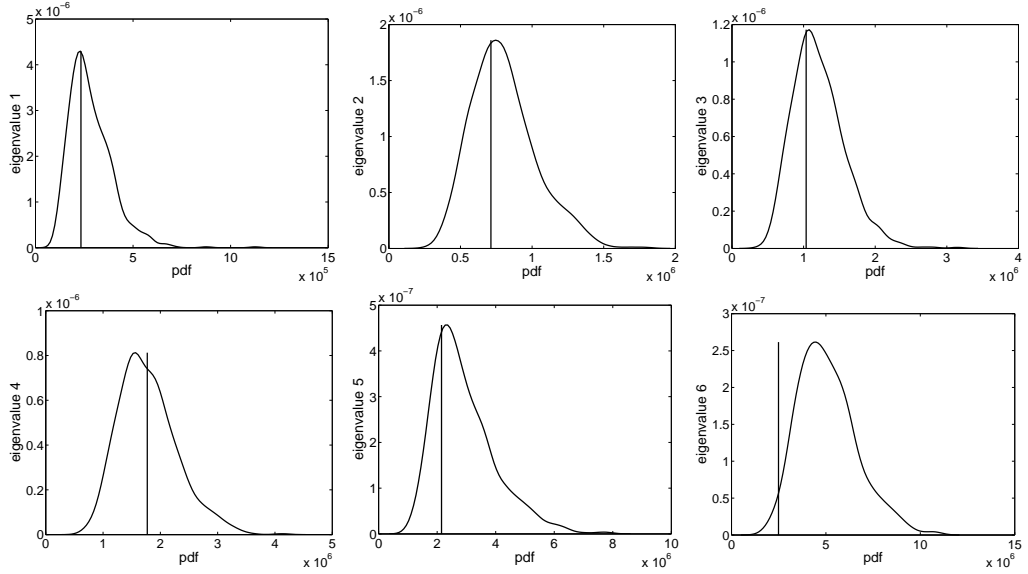 x 10⁻⁶
5
4
3
2
1
0
eigenvalue 1
0 5 10 15
pdf
x 10⁵
x 10⁻⁶
2
1.5
1
0.5
0
eigenvalue 2
0 0.5 1 1.5 2
pdf
x 10⁶
x 10⁻⁶
1.2
1
0.8
0.6
0.4
0.2
0
eigenvalue 3
0 1 2 3 4
pdf
x 10⁶
x 10⁻⁶
1
0.8
0.6
0.4
0.2
0
eigenvalue 4
0 1 2 3 4 5
pdf
x 10⁶
x 10⁻⁷
5
4
3
2
1
0
eigenvalue 5
0 2 4 6 8 10
pdf
x 10⁶
x 10⁻⁷
3
2.5
2
1.5
1
0.5
0
eigenvalue 6
0 5 10 15
pdf
x 10⁶